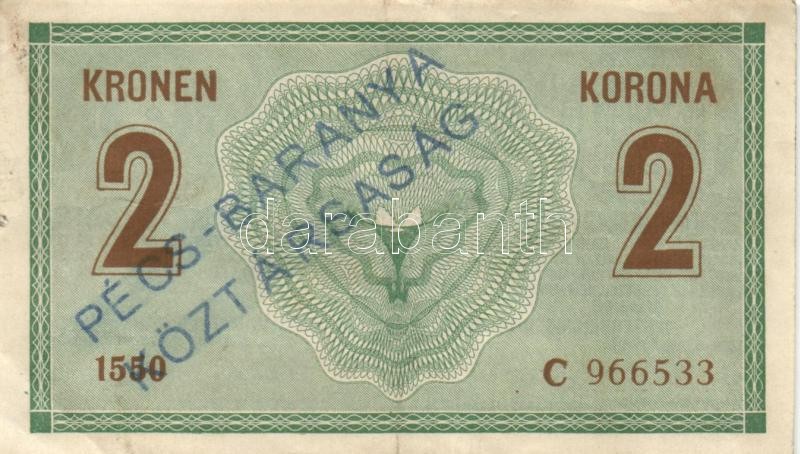 KRONEN KORONA
2 2
PÉCS-BARANYA
KÖZTÁRSASÁG
darabanth
1550 C 966533